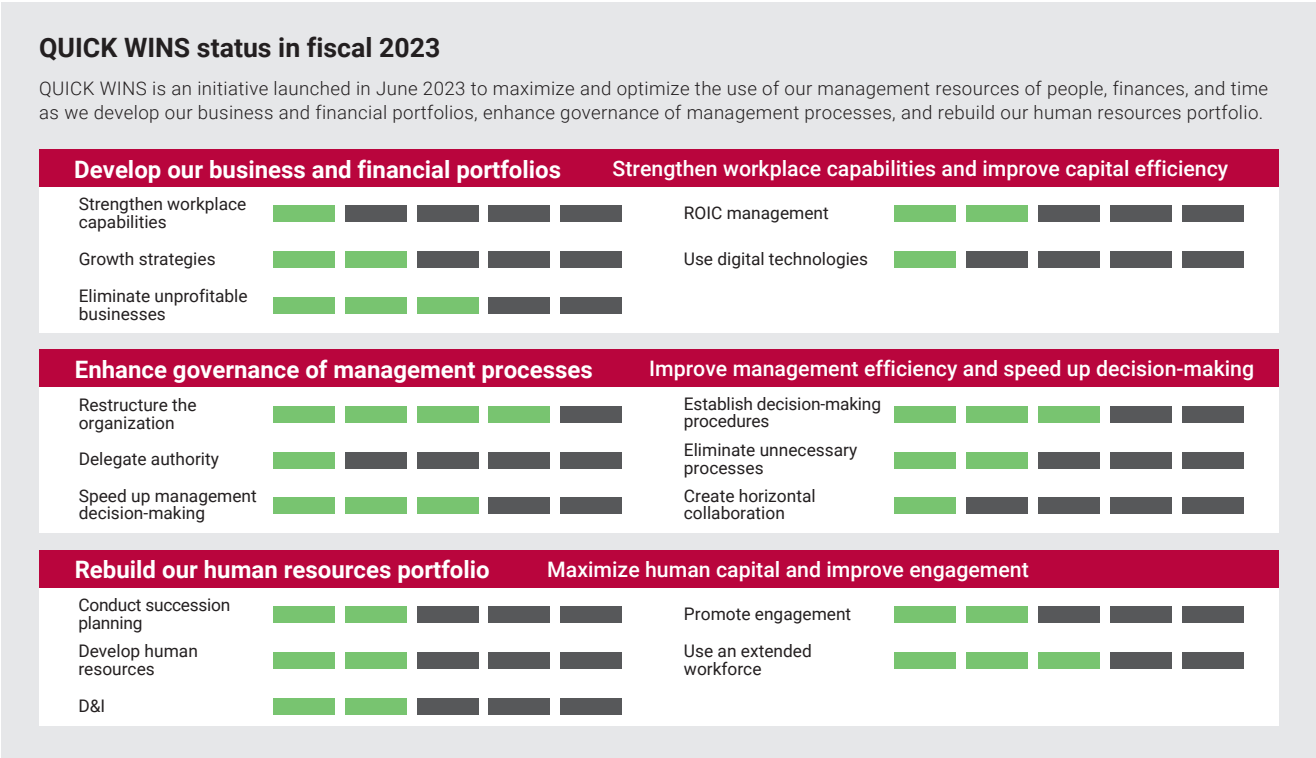 QUICK WINS status in fiscal 2023
QUICK WINS is an initiative launched in June 2023 to maximize and optimize the use of our management resources of people, finances, and time
as we develop our business and financial portfolios, enhance governance of management processes, and rebuild our human resources portfolio.
Develop our business and financial portfolios Strengthen workplace capabilities and improve capital efficiency
Strengthen workplace
capabilities
Growth strategies
Eliminate unprofitable
businesses
ROIC management
Use digital technologies
Enhance governance of management processes Improve management efficiency and speed up decision-making
Restructure the
organization
Delegate authority
Speed up management
decision-making
Establish decision-making
procedures
Eliminate unnecessary
processes
Create horizontal
collaboration
Rebuild our human resources portfolio Maximize human capital and improve engagement
Conduct succession
planning
Develop human
resources
D&I
Promote engagement
Use an extended
workforce